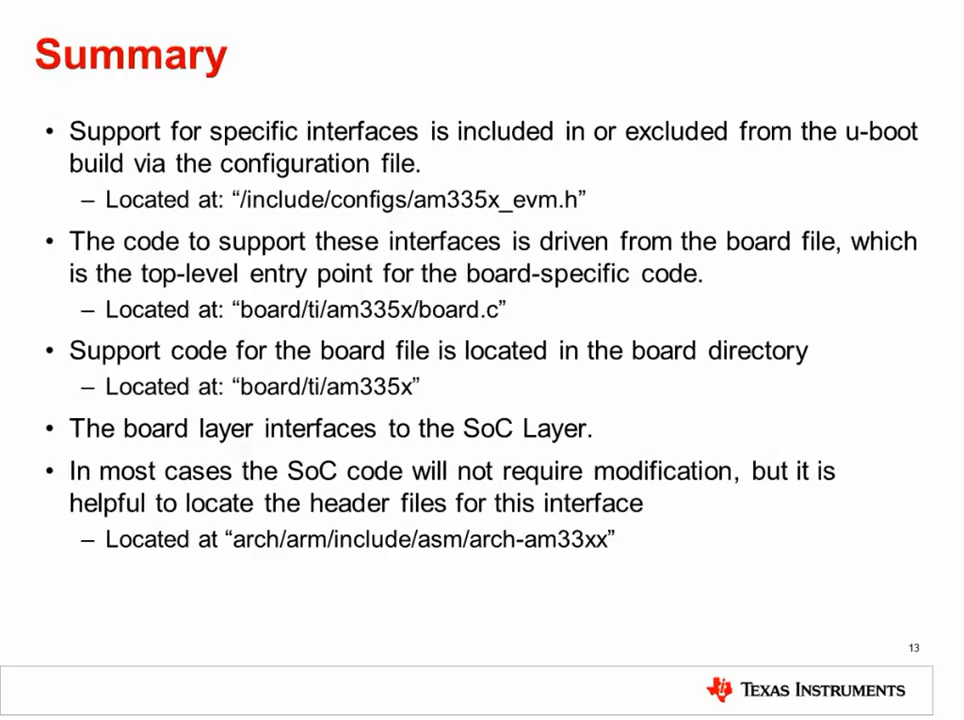 Summary
• Support for specific interfaces is included in or excluded from the u-boot
build via the configuration file.
– Located at: “/include/configs/am335x_evm.h”
• The code to support these interfaces is driven from the board file, which
is the top-level entry point for the board-specific code.
– Located at: “board/ti/am335x/board.c”
• Support code for the board file is located in the board directory
– Located at: “board/ti/am335x”
• The board layer interfaces to the SoC Layer.
• In most cases the SoC code will not require modification, but it is
helpful to locate the header files for this interface
– Located at “arch/arm/include/asm/arch-am33xx”
13
TEXAS INSTRUMENTS